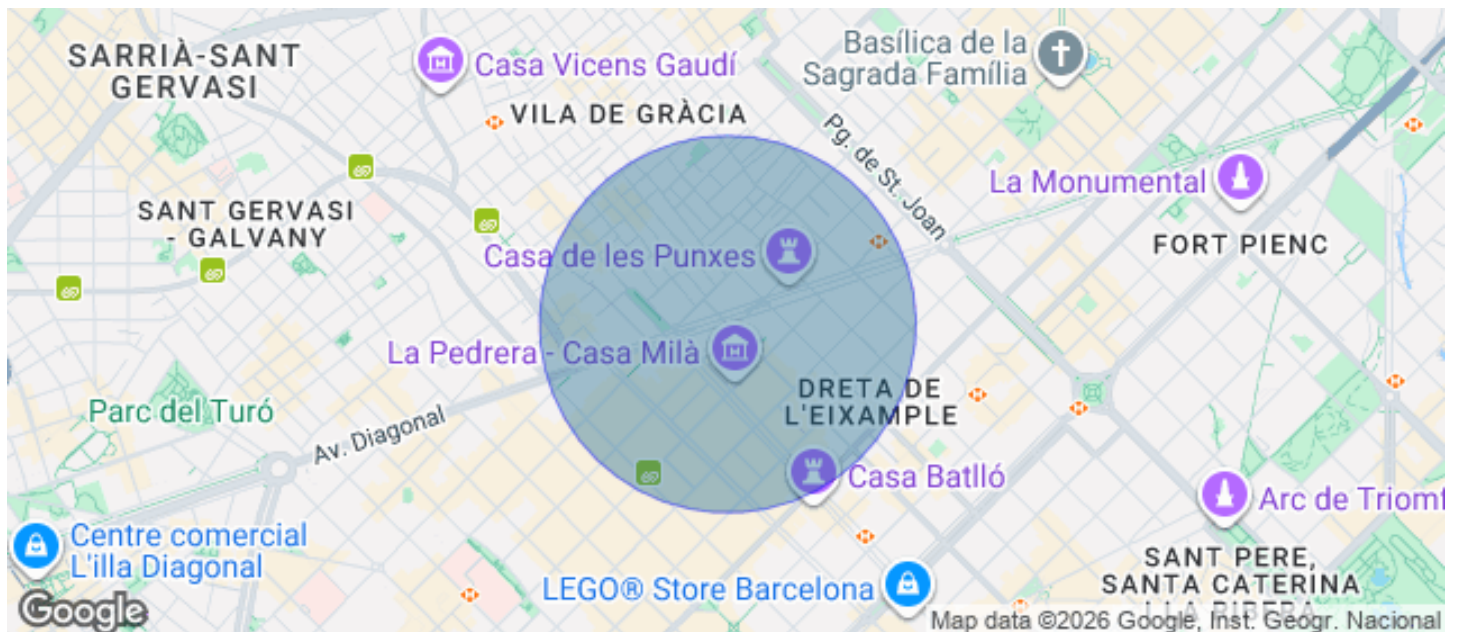 SARRIÀ-SANT
GERVASI
Casa Vicens Gaudí
Basílica de la
Sagrada Família
VILA DE GRÀCIA
Pg. de St. Joan
La Monumental
SANT GERVASI
- GALVANY
Casa de les Punxes
FORT PIENC
La Pedrera - Casa Milà
DRETA DE
L'EIXAMPLE
Parc del Turó
Av. Diagonal
Casa Batlló
Arc de Triomf
Centre comercial
L'illa Diagonal
SANT PERE,
SANTA CATERINA
I LA RIBERA
LEGO® Store Barcelona
Google
Map data ©2026 Google, Inst. Geogr. Nacional